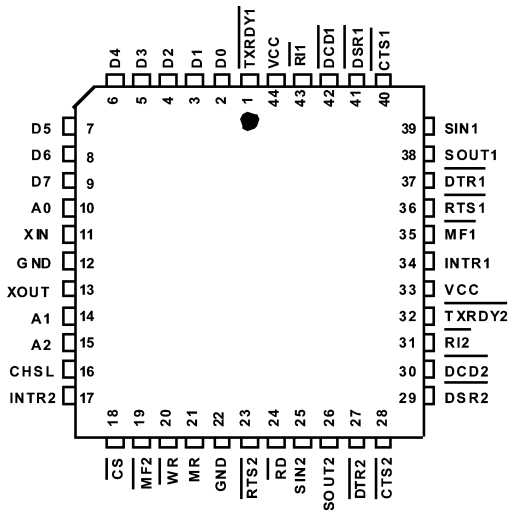 D4 D3 D2 D1 D0 TXRDY1 VCC RI1 DCD1 DSR1 CTS1
6 5 4 3 2 1 44 43 42 41 40
D5 7 39 SIN1
D6 8 38 SOUT1
D7 9 37 DTR1
A0 10 36 RTS1
XIN 11 35 MF1
GND 12 34 INTR1
XOUT 13 33 VCC
A1 14 32 TXRDY2
A2 15 31 RI2
CHSL 16 30 DCD2
INTR2 17 29 DSR2
18 19 20 21 22 23 24 25 26 27 28
CS MF2 WR MR GND RTS2 RD SIN2 SOUT2 DTR2 CTS2